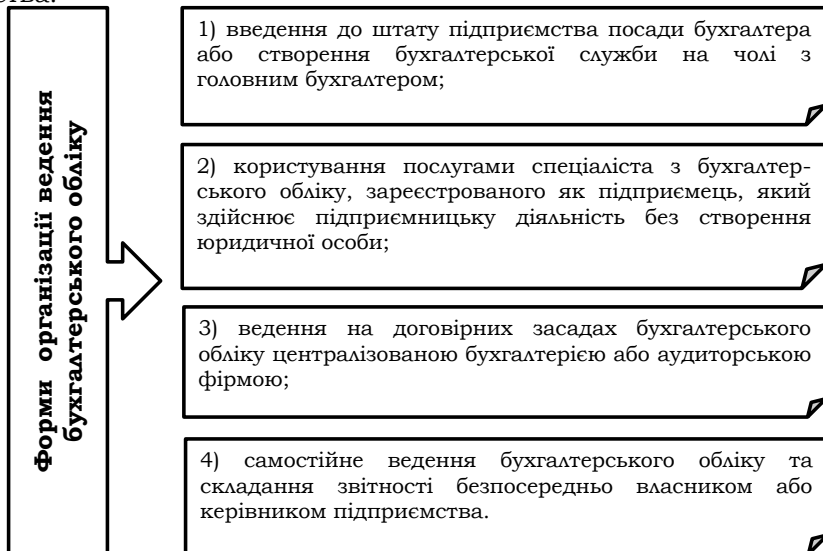 ства.
Форми організації ведення
бухгалтерського обліку
1) введення до штату підприємства посади бухгалтера
або створення бухгалтерської служби на чолі з
головним бухгалтером;
2) користування послугами спеціаліста з бухгалтер-
ського обліку, зареєстрованого як підприємець, який
здійснює підприємницьку діяльність без створення
юридичної особи;
3) ведення на договірних засадах бухгалтерського
обліку централізованою бухгалтерією або аудиторською
фірмою;
4) самостійне ведення бухгалтерського обліку та
складання звітності безпосередньо власником або
керівником підприємства.